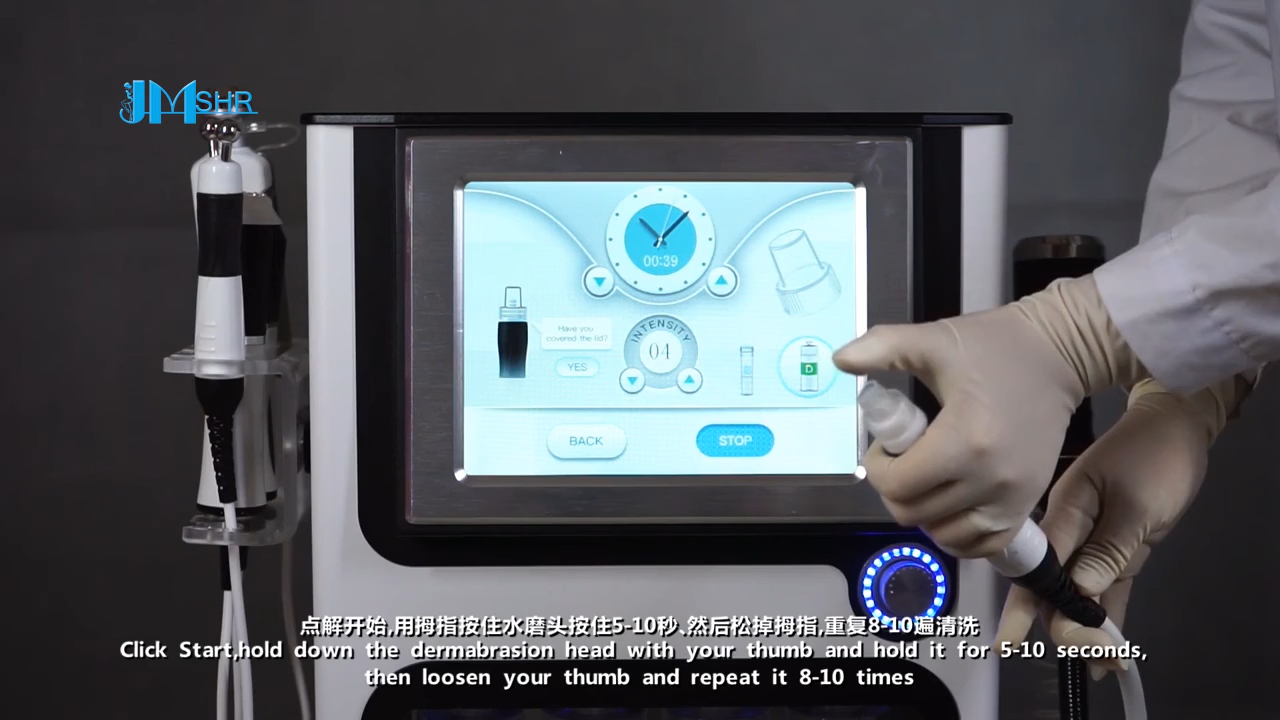 JMSHR
00:39
Have you
covered the lid?
YES
INTENSITY
04
D
BACK
STOP
点解开始,用拇指按住水磨头按住5-10秒、然后松掉拇指,重复8-10遍清洗
Click Start,hold down the dermabrasion head with your thumb and hold it for 5-10 seconds,
then loosen your thumb and repeat it 8-10 times